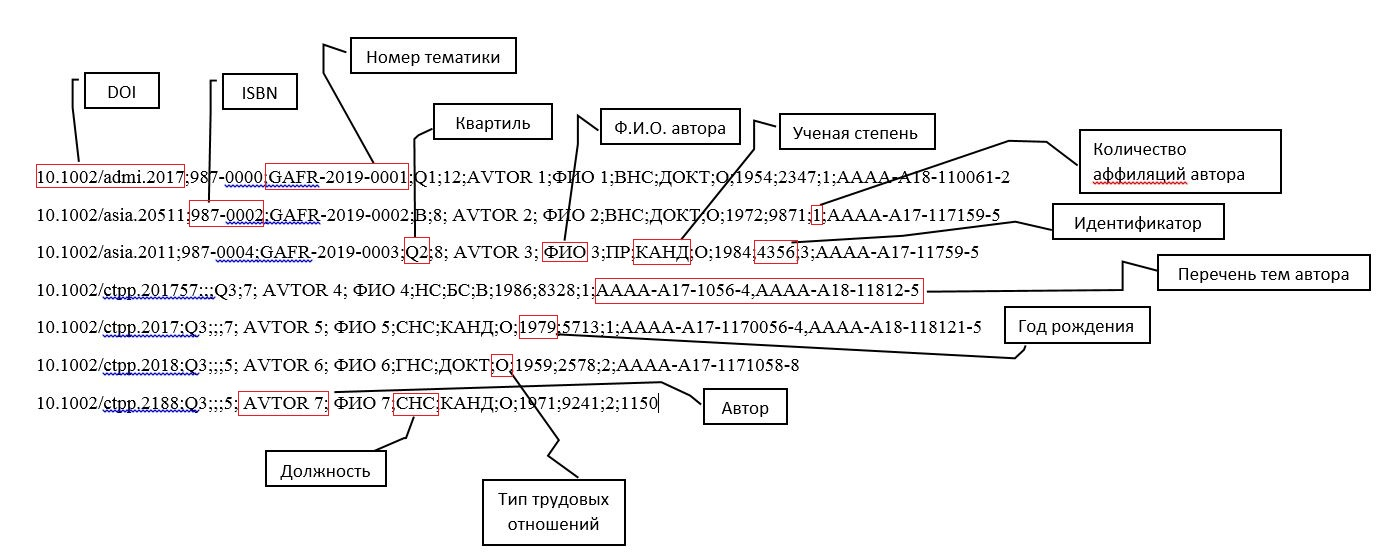 Номер тематики
DOI
ISBN
Квартиль
Ф.И.О. автора
Ученая степень
Количество
аффиляций автора
10.1002/admi.2017;987-0000;GAFR-2019-0001;Q1;12;AVTOR 1;ФИО 1;ВНС;ДОКТ;О;1954;2347;1;АААА-А18-110061-2
10.1002/asia.20511;987-0002;GAFR-2019-0002;В;8; AVTOR 2; ФИО 2;ВНС;ДОКТ;О;1972;9871;1;АААА-А17-117159-5
Идентификатор
10.1002/asia.2011;987-0004;GAFR-2019-0003;Q2;8; AVTOR 3; ФИО 3;ПР;КАНД;О;1984;4356;3;АААА-А17-11759-5
Перечень тем автора
10.1002/ctpp.201757;;;Q3;7; AVTOR 4; ФИО 4;НС;БС;В;1986;8328;1;АААА-А17-1056-4,АААА-А18-11812-5
10.1002/ctpp.2017;Q3;;;7; AVTOR 5; ФИО 5;СНС;КАНД;О;1979;5713;1;АААА-А17-1170056-4,АААА-А18-118121-5
Год рождения
10.1002/ctpp.2018;Q3;;;5; AVTOR 6; ФИО 6;ГНС;ДОКТ;О;1959;2578;2;АААА-А17-1171058-8
10.1002/ctpp.2188;Q3;;;5; AVTOR 7; ФИО 7;СНС;КАНД;О;1971;9241;2;1150
Автор
Должность
Тип трудовых
отношений